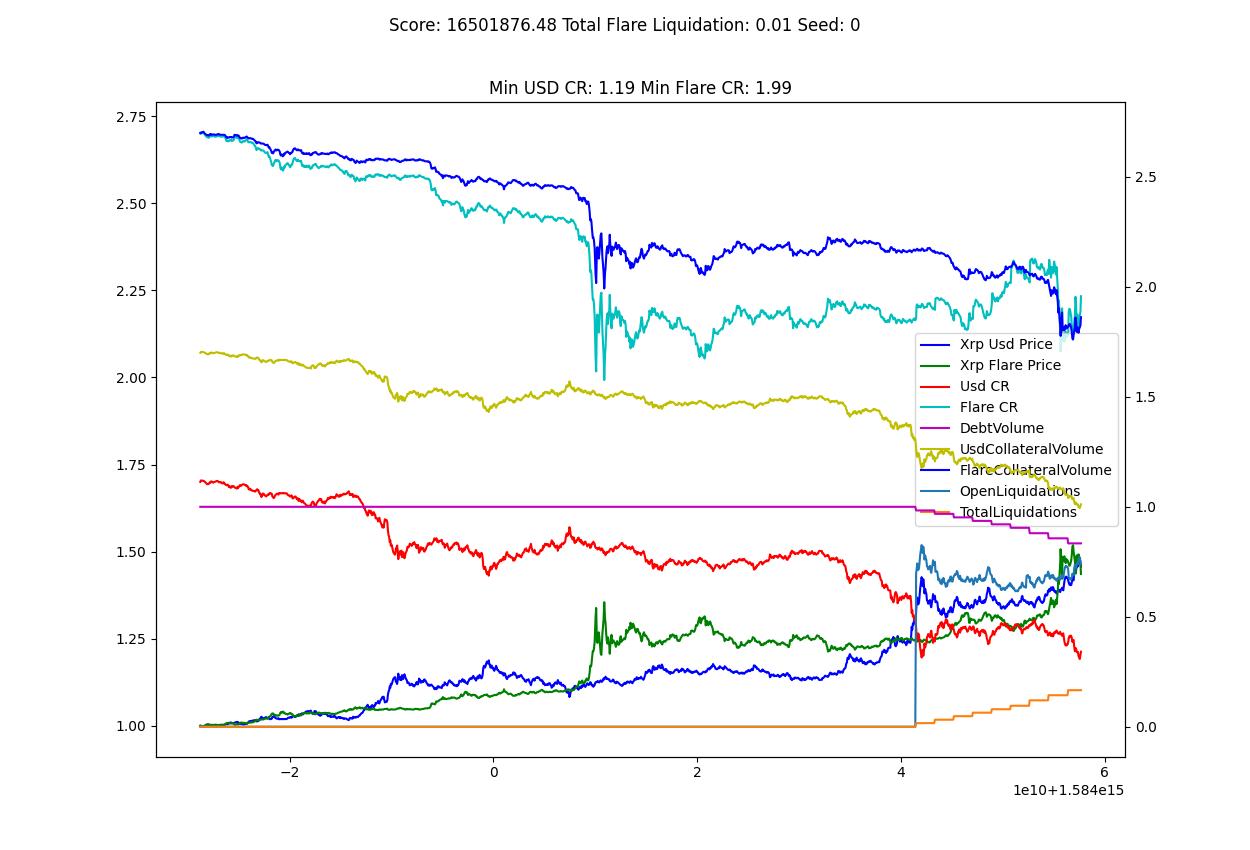 Score: 16501876.48 Total Flare Liquidation: 0.01 Seed: 0
Min USD CR: 1.19 Min Flare CR: 1.99
2.75
2.50
2.25
2.00
1.75
1.50
1.25
1.00
2.5
2.0
1.5
1.0
0.5
0.0
Xrp Usd Price
Xrp Flare Price
Usd CR
Flare CR
DebtVolume
UsdCollateralVolume
FlareCollateralVolume
OpenLiquidations
TotalLiquidations
−2 0 2 4 6
1e10+1.584e15